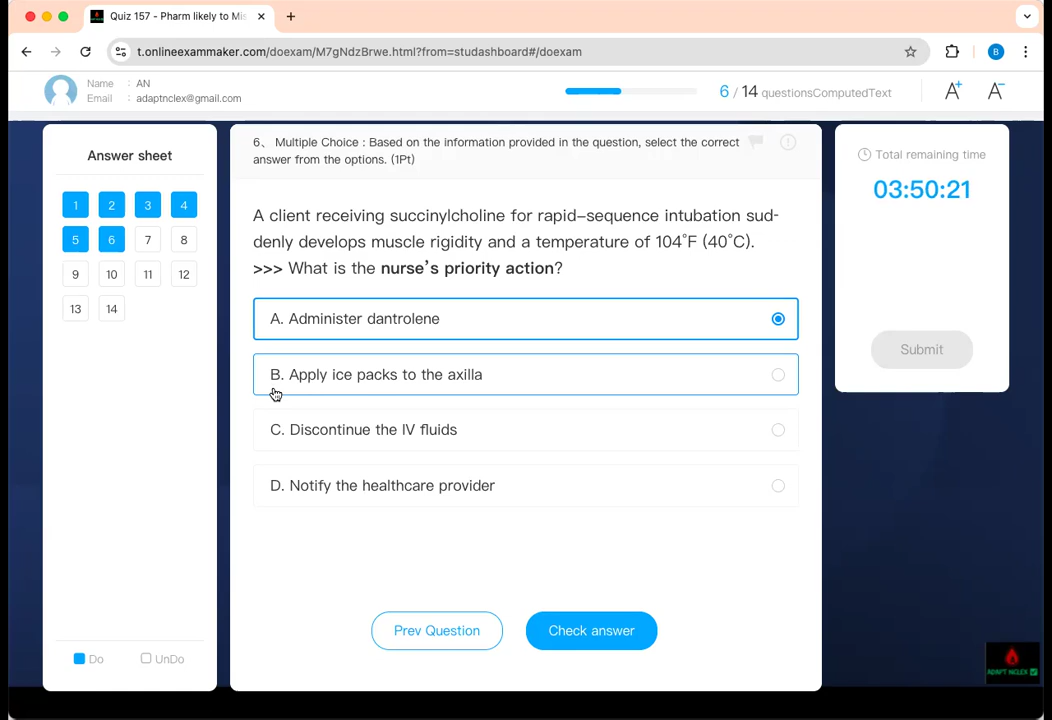 Quiz 157 - Pharm likely to Mis
t.onlineexammaker.com/doexam/M7gNdzBrwe.html?from=studashboard#/doexam
B
Name : AN
Email : adaptnclex@gmail.com
6 / 14 questionsComputedText
A+ A-
Answer sheet
1 2 3 4
5 6 7 8
9 10 11 12
13 14
Do UnDo
6、 Multiple Choice : Based on the information provided in the question, select the correct
answer from the options. (1Pt)
A client receiving succinylcholine for rapid-sequence intubation sud-
denly develops muscle rigidity and a temperature of 104°F (40°C).
>>> What is the nurse's priority action?
A. Administer dantrolene
B. Apply ice packs to the axilla
C. Discontinue the IV fluids
D. Notify the healthcare provider
Prev Question
Check answer
Total remaining time
03:50:21
Submit
ADAPT NCLEX